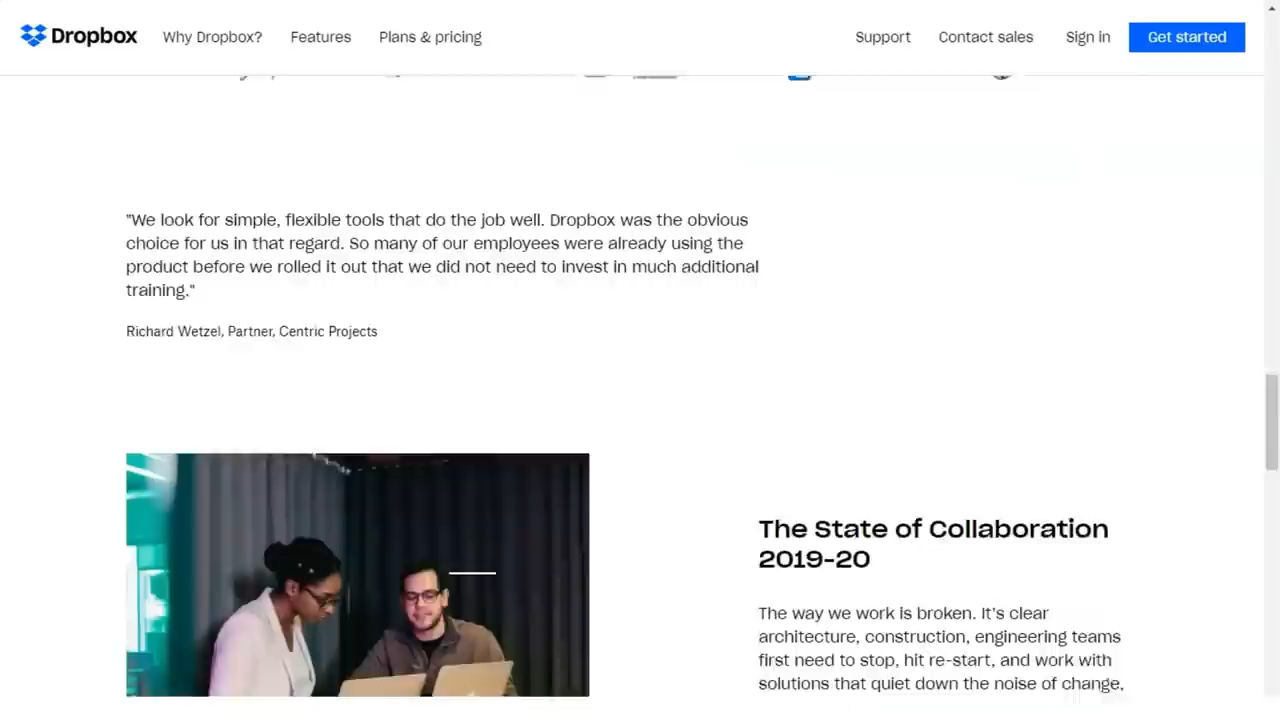 Dropbox Why Dropbox? Features Plans & pricing Support Contact sales Sign in Get started
"We look for simple, flexible tools that do the job well. Dropbox was the obvious
choice for us in that regard. So many of our employees were already using the
product before we rolled it out that we did not need to invest in much additional
training."
Richard Wetzel, Partner, Centric Projects
The State of Collaboration
2019-20
The way we work is broken. It's clear
architecture, construction, engineering teams
first need to stop, hit re-start, and work with
solutions that quiet down the noise of change,